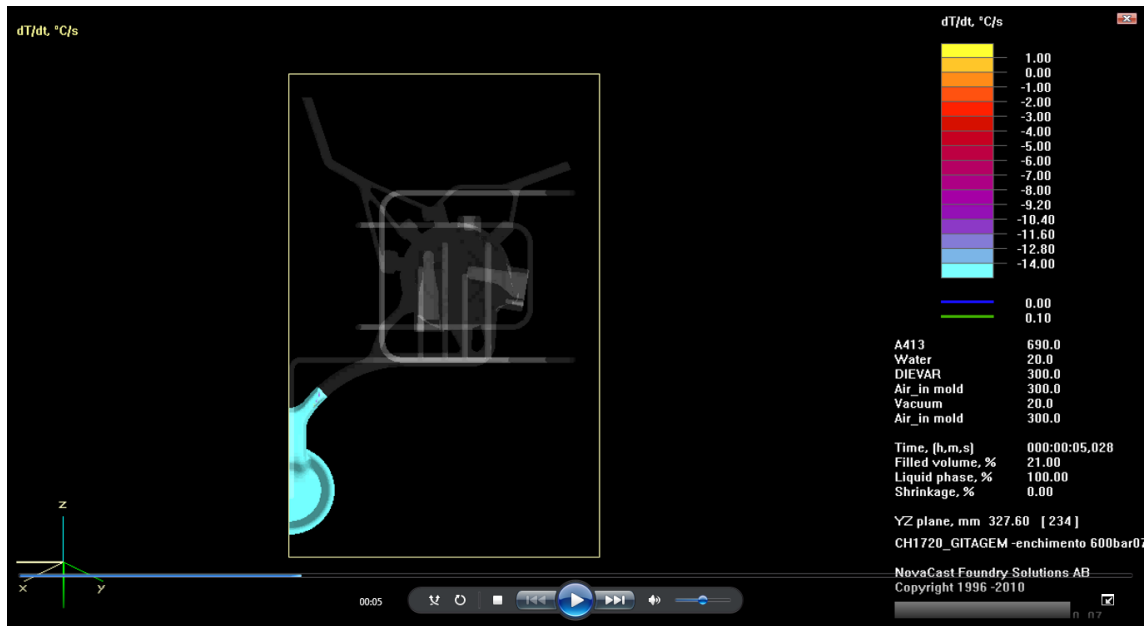 dT/dt, °C/s
dT/dt, °C/s
1.00
0.00
-1.00
-2.00
-3.00
-4.00
-5.00
-6.00
-7.00
-8.00
-9.20
-10.40
-11.60
-12.80
-14.00
0.00
0.10
A413 690.0
Water 20.0
DIEVAR 300.0
Air_in mold 300.0
Vacuum 20.0
Air_in mold 300.0
Time, (h,m,s) 000:00:05,028
Filled volume, % 21.00
Liquid phase, % 100.00
Shrinkage, % 0.00
YZ plane, mm 327.60 [234]
CH1720_GITAGEM -enchimento 600bar07
NovaCast Foundry Solutions AB
Copyright 1996 -2010
z
x
y
00:05